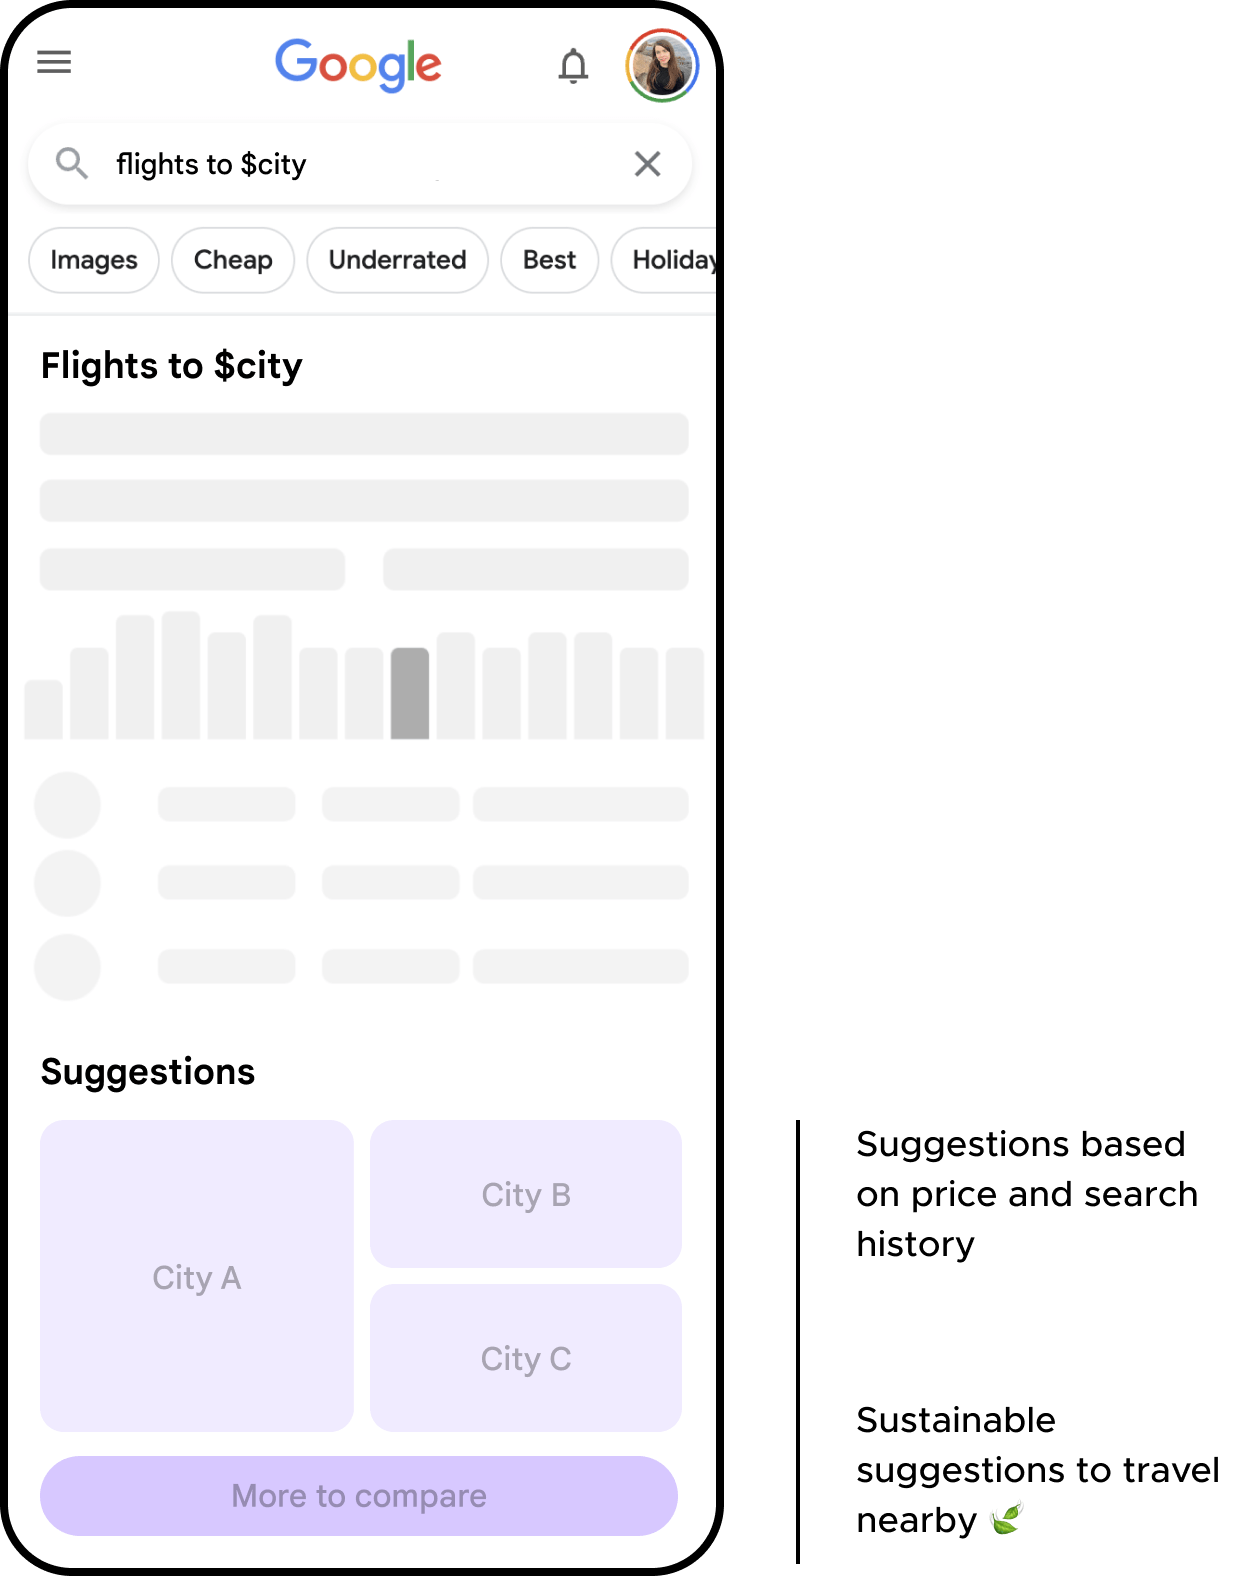 Google
flights to $city
Images
Cheap
Underrated
Best
Holiday
Flights to $city
Suggestions
City A
City B
City C
More to compare
Suggestions based
on price and search
history
Sustainable
suggestions to travel
nearby 🍃